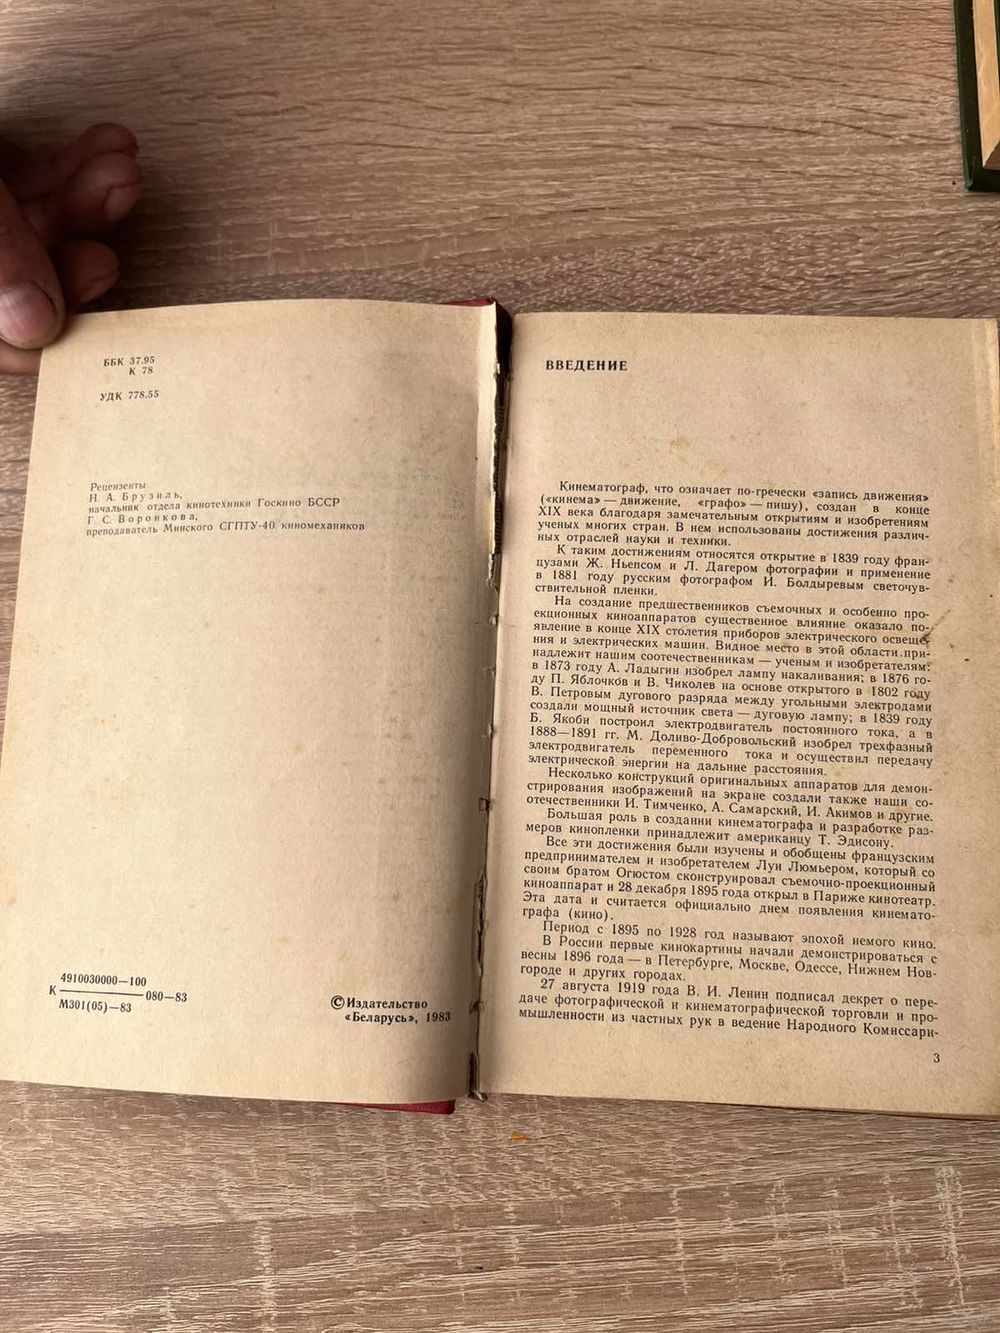 ББК 37.95
К 78
УДК 778.55
Рецензенты
Н. А. Брузиль,
начальник отдела кинотехники Госкино БССР
Г. С. Воронкова,
преподаватель Минского СГПТУ-40 киномехаников
4910030000—100
К 080—83
М301(05)—83
© Издательство
«Беларусь», 1983
ВВЕДЕНИЕ
Кинематограф, что означает по-гречески «запись движения»
(«кинема» — движение, «графо» — пишу), создан в конце
XIX века благодаря замечательным открытиям и изобретениям
ученых многих стран. В нем использованы достижения различ-
ных отраслей науки и техники.
К таким достижениям относятся открытие в 1839 году фран-
цузами Ж. Ньепсом и Л. Дагером фотографии и применение
в 1881 году русским фотографом И. Болдыревым светочув-
ствительной пленки.
На создание предшественников съемочных и особенно про-
екционных киноаппаратов существенное влияние оказало по-
явление в конце XIX столетия приборов электрического освеще-
ния и электрических машин. Видное место в этой области при-
надлежит нашим соотечественникам — ученым и изобретателям:
в 1873 году А. Ладыгин изобрел лампу накаливания; в 1876 го-
ду П. Яблочков и В. Чиколев на основе открытого в 1802 году
В. Петровым дугового разряда между угольными электродами
создали мощный источник света — дуговую лампу; в 1839 году
Б. Якоби построил электродвигатель постоянного тока, а в
1888—1891 гг. М. Доливо-Добровольский изобрел трехфазный
электродвигатель переменного тока и осуществил передачу
электрической энергии на дальние расстояния.
Несколько конструкций оригинальных аппаратов для демон-
стрирования изображений на экране создали также наши со-
отечественники И. Тимченко, А. Самарский, И. Акимов и другие.
Большая роль в создании кинематографа и разработке раз-
меров кинопленки принадлежит американцу Т. Эдисону.
Все эти достижения были изучены и обобщены французским
предпринимателем и изобретателем Луи Люмьером, который со
своим братом Огюстом сконструировал съемочно-проекционный
киноаппарат и 28 декабря 1895 года открыл в Париже кинотеатр.
Эта дата и считается официально днем появления кинемато-
графа (кино).
Период с 1895 по 1928 год называют эпохой немого кино.
В России первые кинокартины начали демонстрироваться с
весны 1896 года — в Петербурге, Москве, Одессе, Нижнем Нов-
городе и других городах.
27 августа 1919 года В. И. Ленин подписал декрет о пере-
даче фотографической и кинематографической торговли и про-
мышленности из частных рук в ведение Народного Комиссари-
3